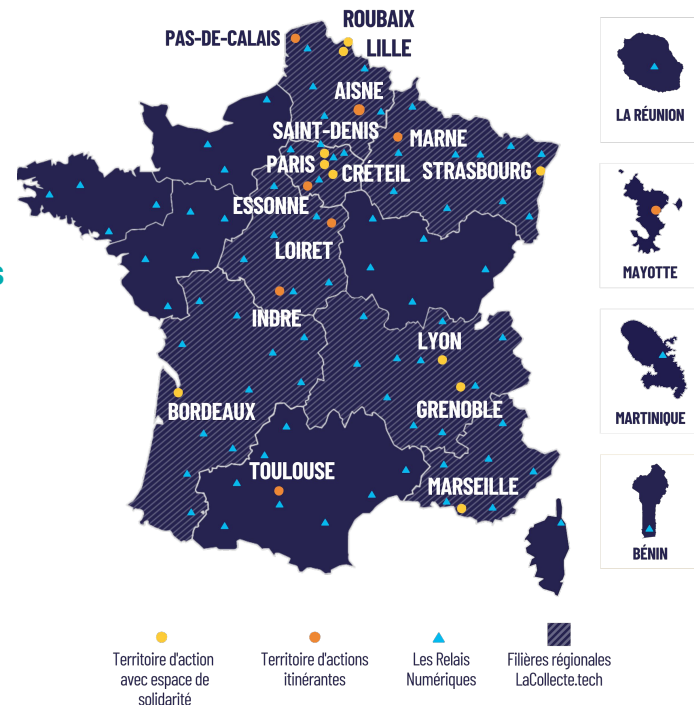 ROUBAIX
PAS-DE-CALAIS
LILLE
AISNE
SAINT-DENIS
MARNE
PARIS
CRÉTEIL
STRASBOURG
ESSONNE
LOIRET
INDRE
LYON
BORDEAUX
GRENOBLE
TOULOUSE
MARSEILLE
LA RÉUNION
MAYOTTE
MARTINIQUE
BÉNIN
Territoire d'action
avec espace de
solidarité
Territoire d'actions
itinérantes
Les Relais
Numériques
Filières régionales
LaCollecte.tech